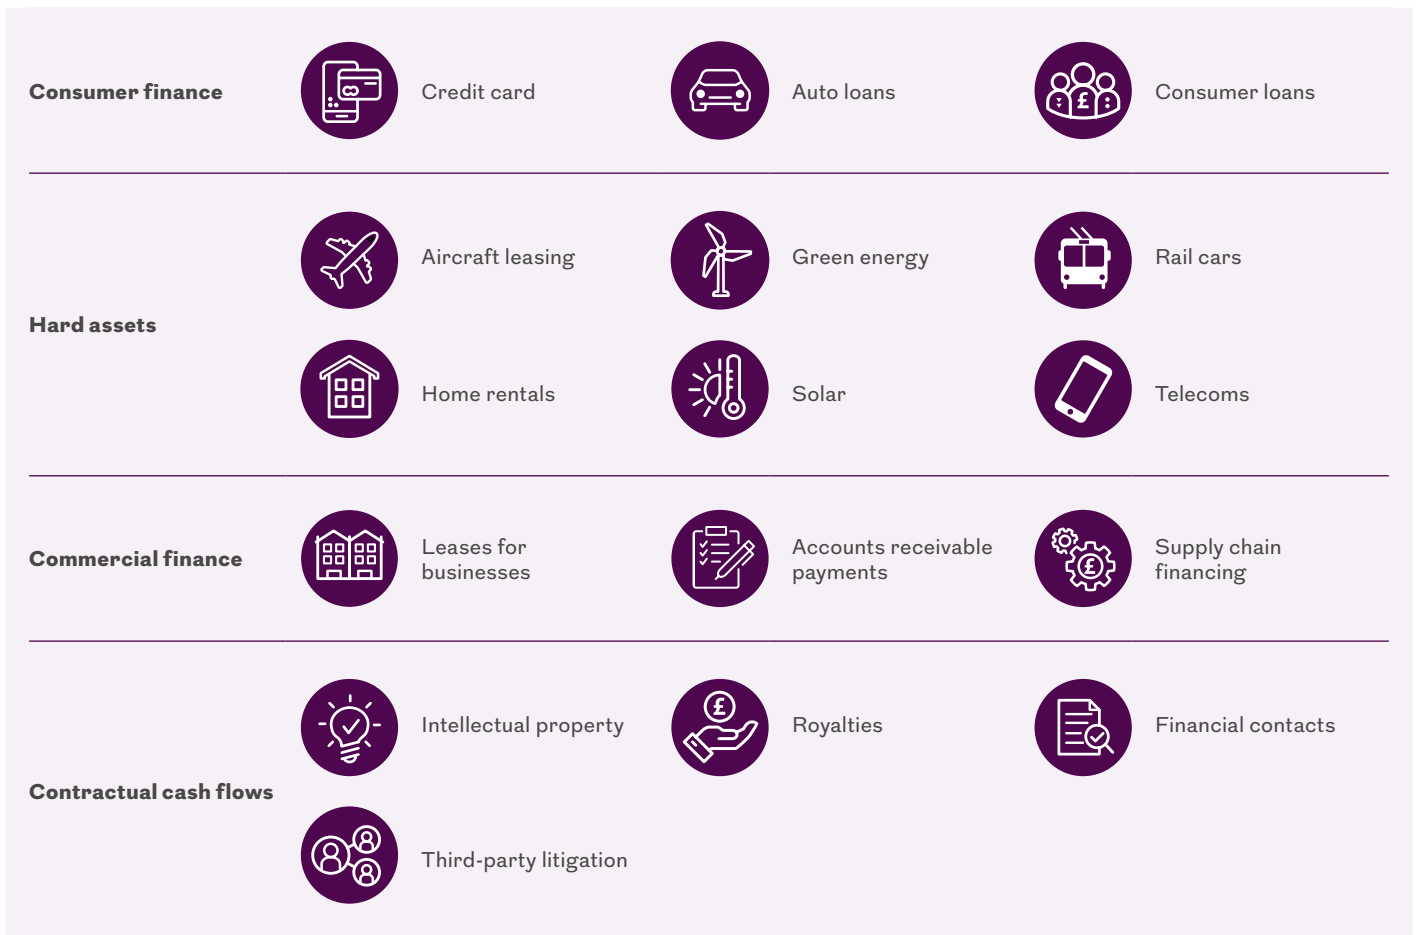 Consumer finance
Credit card
Auto loans
Consumer loans
Hard assets
Aircraft leasing
Green energy
Rail cars
Home rentals
Solar
Telecoms
Commercial finance
Leases for
businesses
Accounts receivable
payments
Supply chain
financing
Contractual cash flows
Intellectual property
Royalties
Financial contacts
Third-party litigation